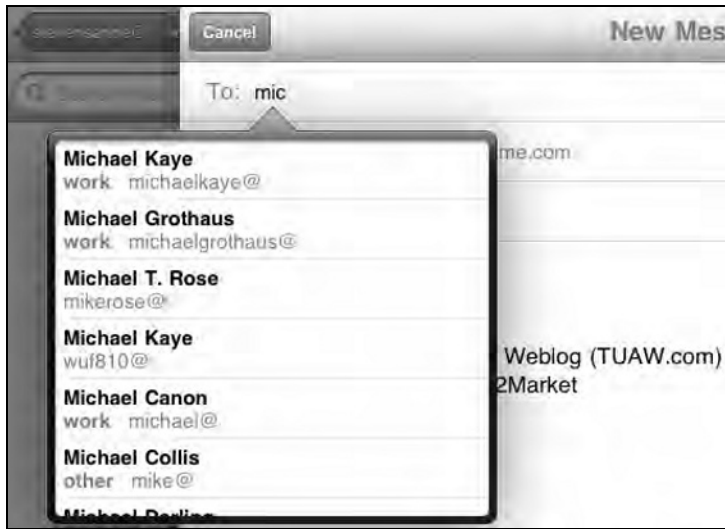 Cancel
New Mes
To: mic
me.com
Michael Kaye
work michaelkaye@
Michael Grothaus
work michaelgrothaus@
Michael T. Rose
mikerose@
Michael Kaye
wuf810@
Weblog (TUAW.com)
2Market
Michael Canon
work michael@
Michael Collis
other mike@
Michael